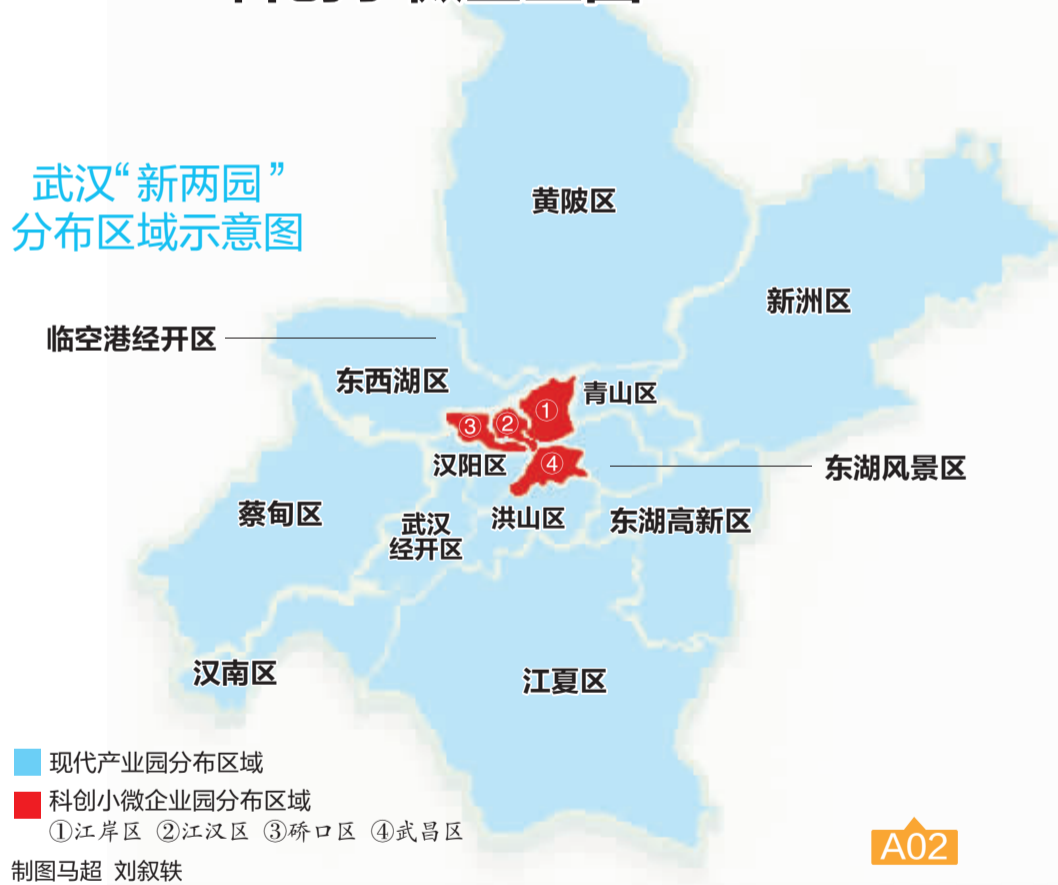 武汉“新两园”
分布区域示意图
黄陂区
新洲区
临空港经开区
东西湖区
青山区
①
②
③
④
汉阳区
东湖风景区
蔡甸区
武汉
经开区
洪山区
东湖高新区
汉南区
江夏区
现代产业园分布区域
科创小微企业园分布区域
①江岸区 ②江汉区 ③硚口区 ④武昌区
制图马超 刘叙轶
A02